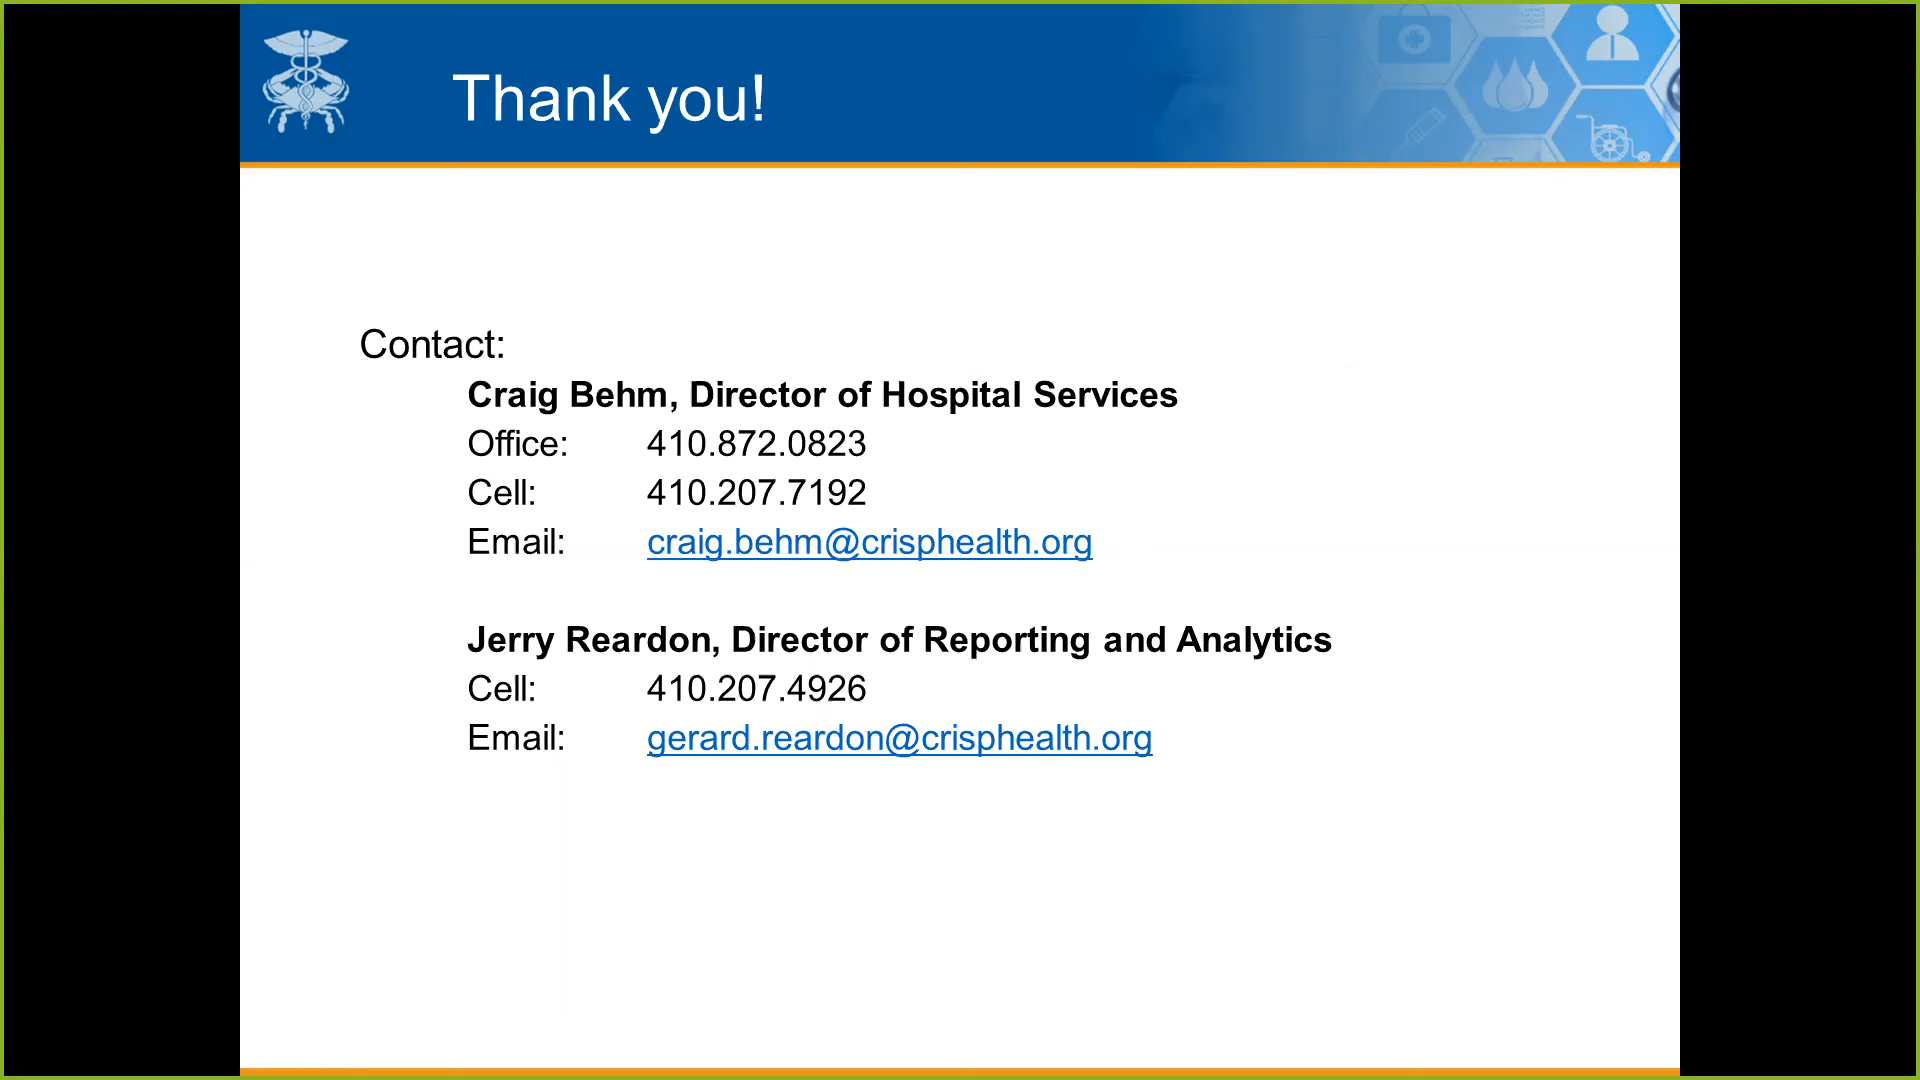 Thank you!
Contact:
Craig Behm, Director of Hospital Services
Office: 410.872.0823
Cell: 410.207.7192
Email: craig.behm@crisphealth.org
Jerry Reardon, Director of Reporting and Analytics
Cell: 410.207.4926
Email: gerard.reardon@crisphealth.org